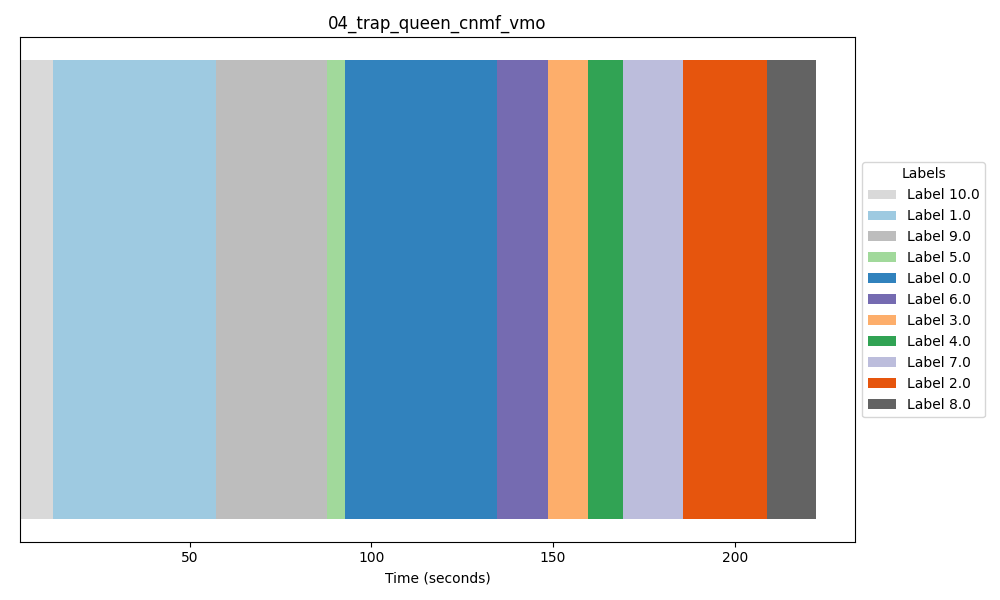 04_trap_queen_cnmf_vmo
Labels
Label 10.0
Label 1.0
Label 9.0
Label 5.0
Label 0.0
Label 6.0
Label 3.0
Label 4.0
Label 7.0
Label 2.0
Label 8.0
50 100 150 200
Time (seconds)